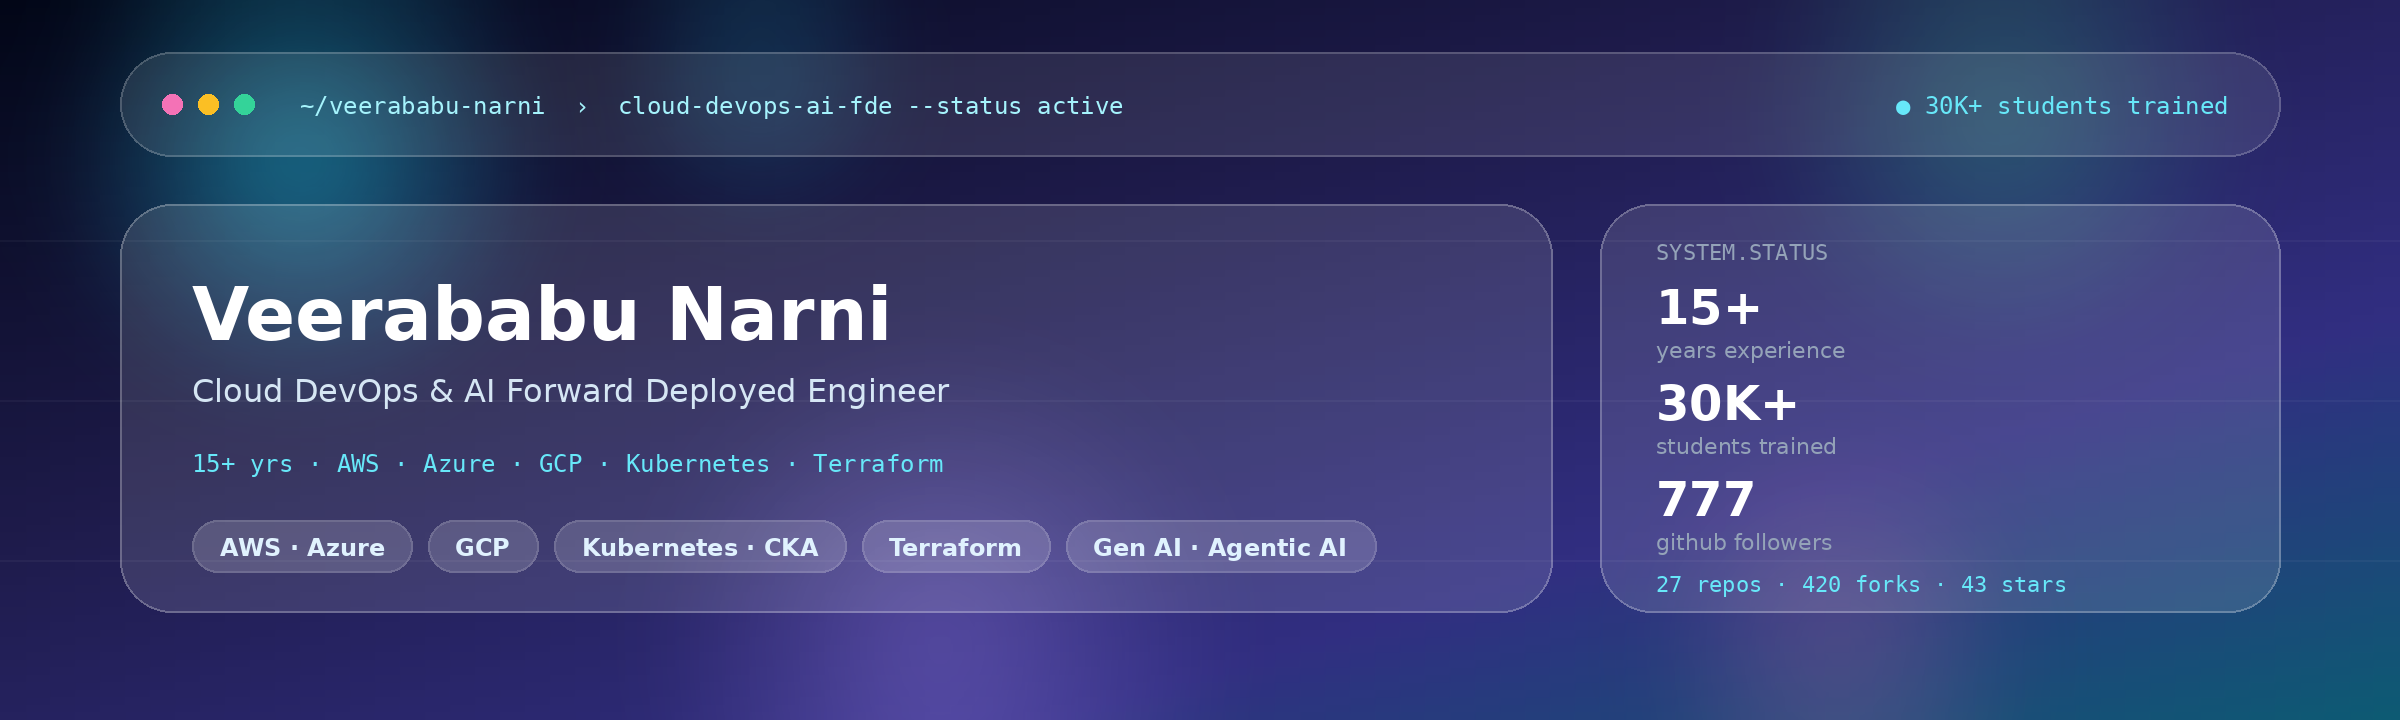 ~/veerababu-narni › cloud-devops-ai-fde --status active
● 30K+ students trained
Veerababu Narni
Cloud DevOps & AI Forward Deployed Engineer
15+ yrs · AWS · Azure · GCP · Kubernetes · Terraform
AWS · Azure
GCP
Kubernetes · CKA
Terraform
Gen AI · Agentic AI
SYSTEM.STATUS
15+
years experience
30K+
students trained
777
github followers
27 repos · 420 forks · 43 stars